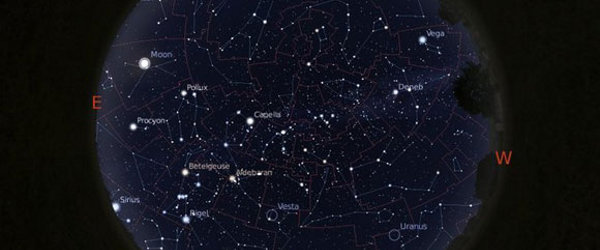 Vega
Moon
Pollux
Deneb
E
Capella
Procyon
W
Betelgeuse
Aldebaran
Sirius
Vesta
Rigel
Uranus